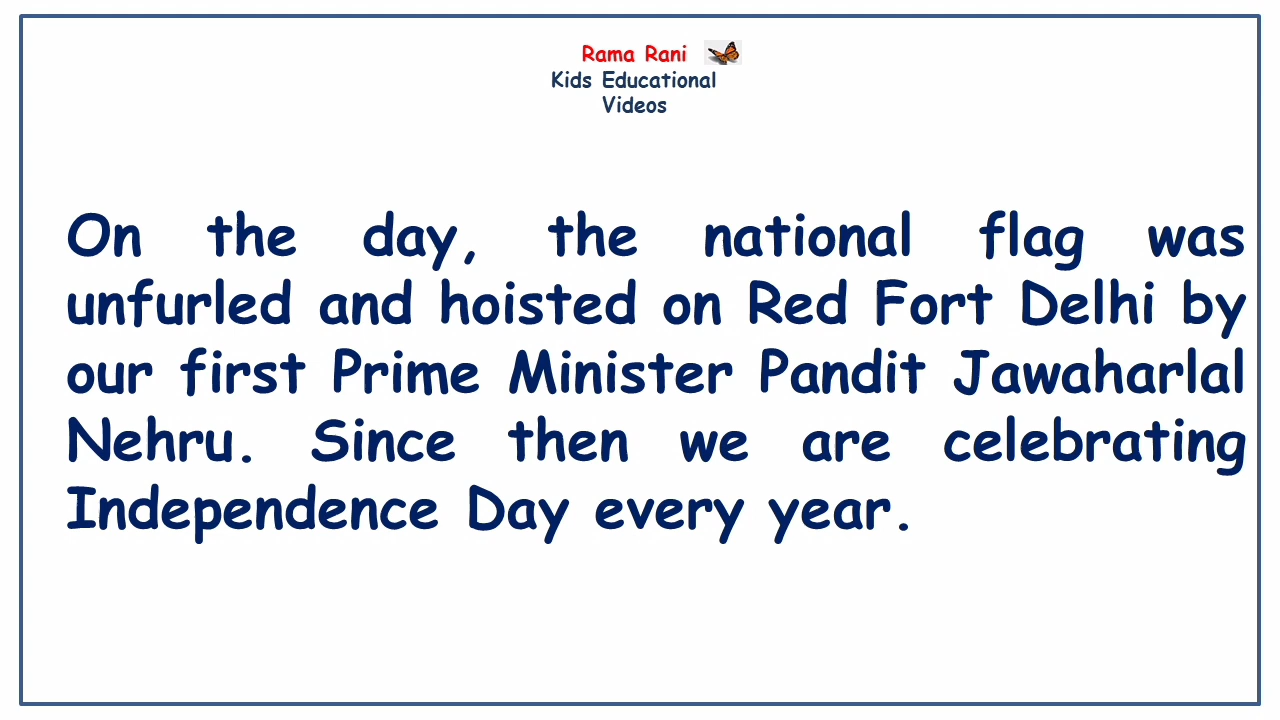 Rama Rani
Kids Educational
Videos
On the day, the national flag was
unfurled and hoisted on Red Fort Delhi by
our first Prime Minister Pandit Jawaharlal
Nehru. Since then we are celebrating
Independence Day every year.